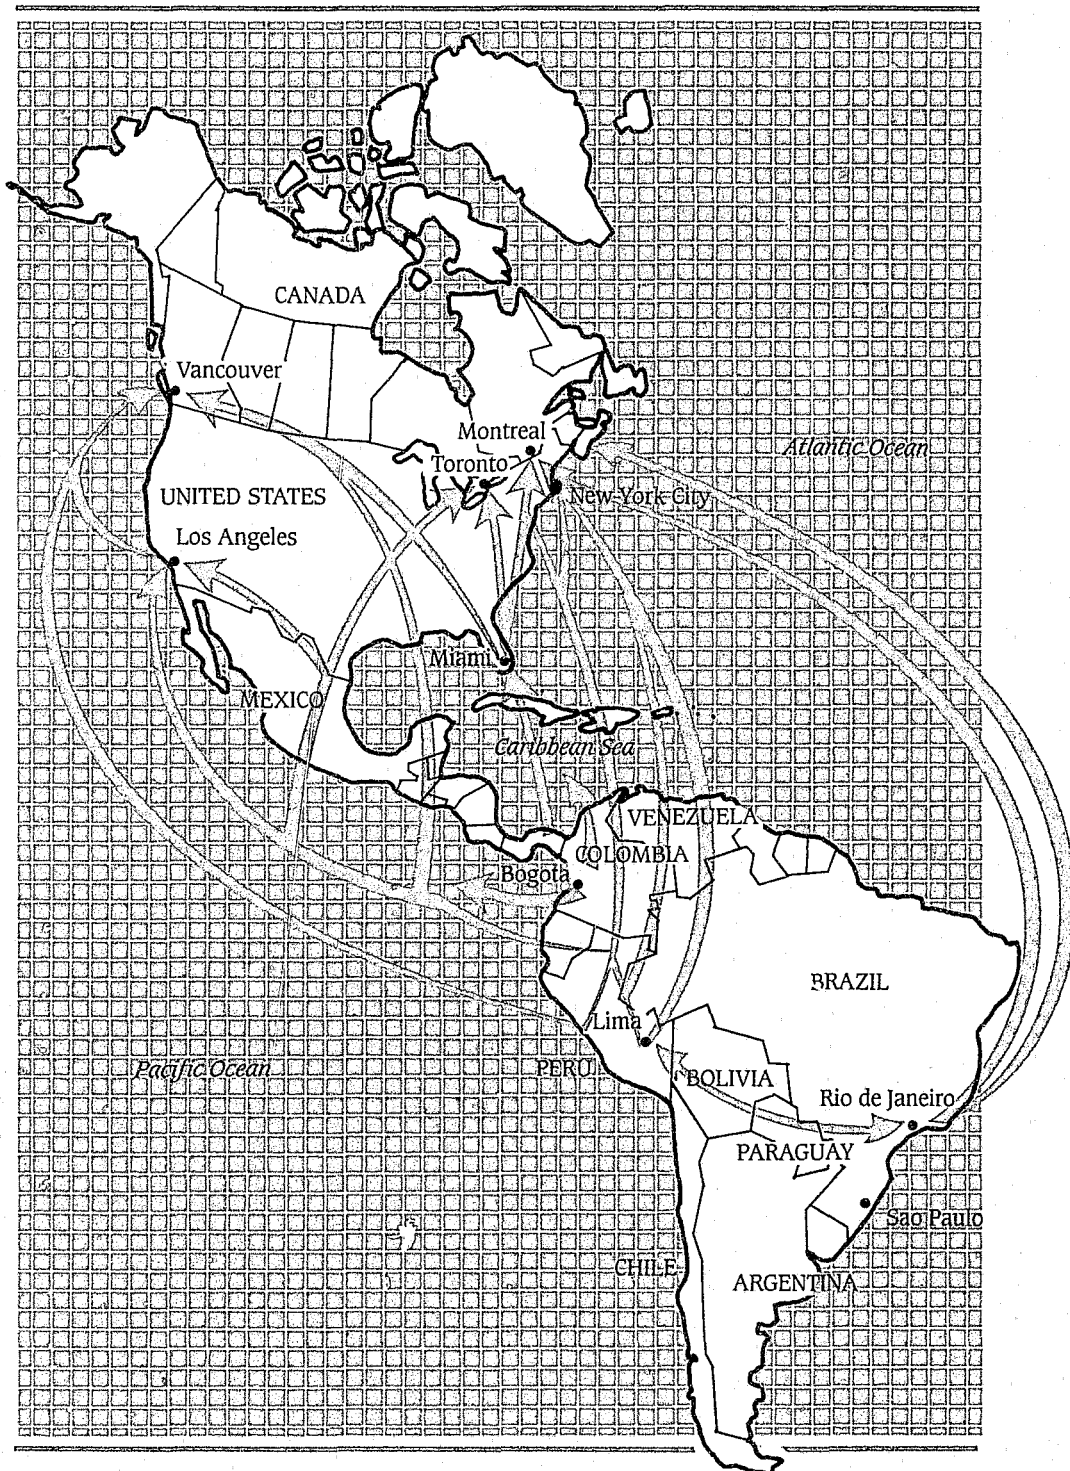 CANADA
Vancouver
Montreal
Atlantic Ocean
Toronto
UNITED STATES
New York City
Los Angeles
Miami
MEXICO
Caribbean Sea
VENEZUELA
COLOMBIA
Bogota
BRAZIL
Lima
PERU
Pacific Ocean
BOLIVIA
Rio de Janeiro
PARAGUAY
Sao Paulo
CHILE
ARGENTINA